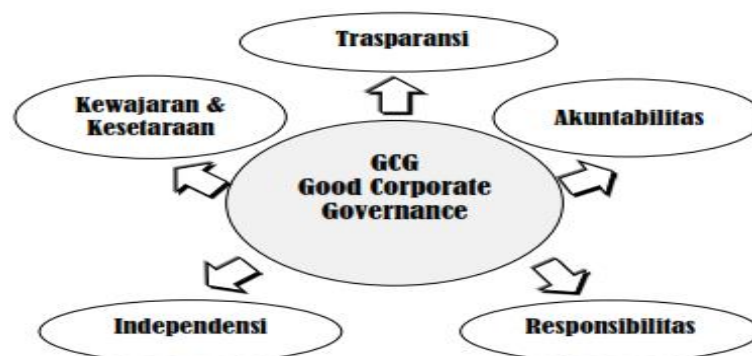 Trasparansi
Kewajaran &
Kesetaraan
Akuntabilitas
GCG
Good Corporate
Governance
Independensi
Responsibilitas